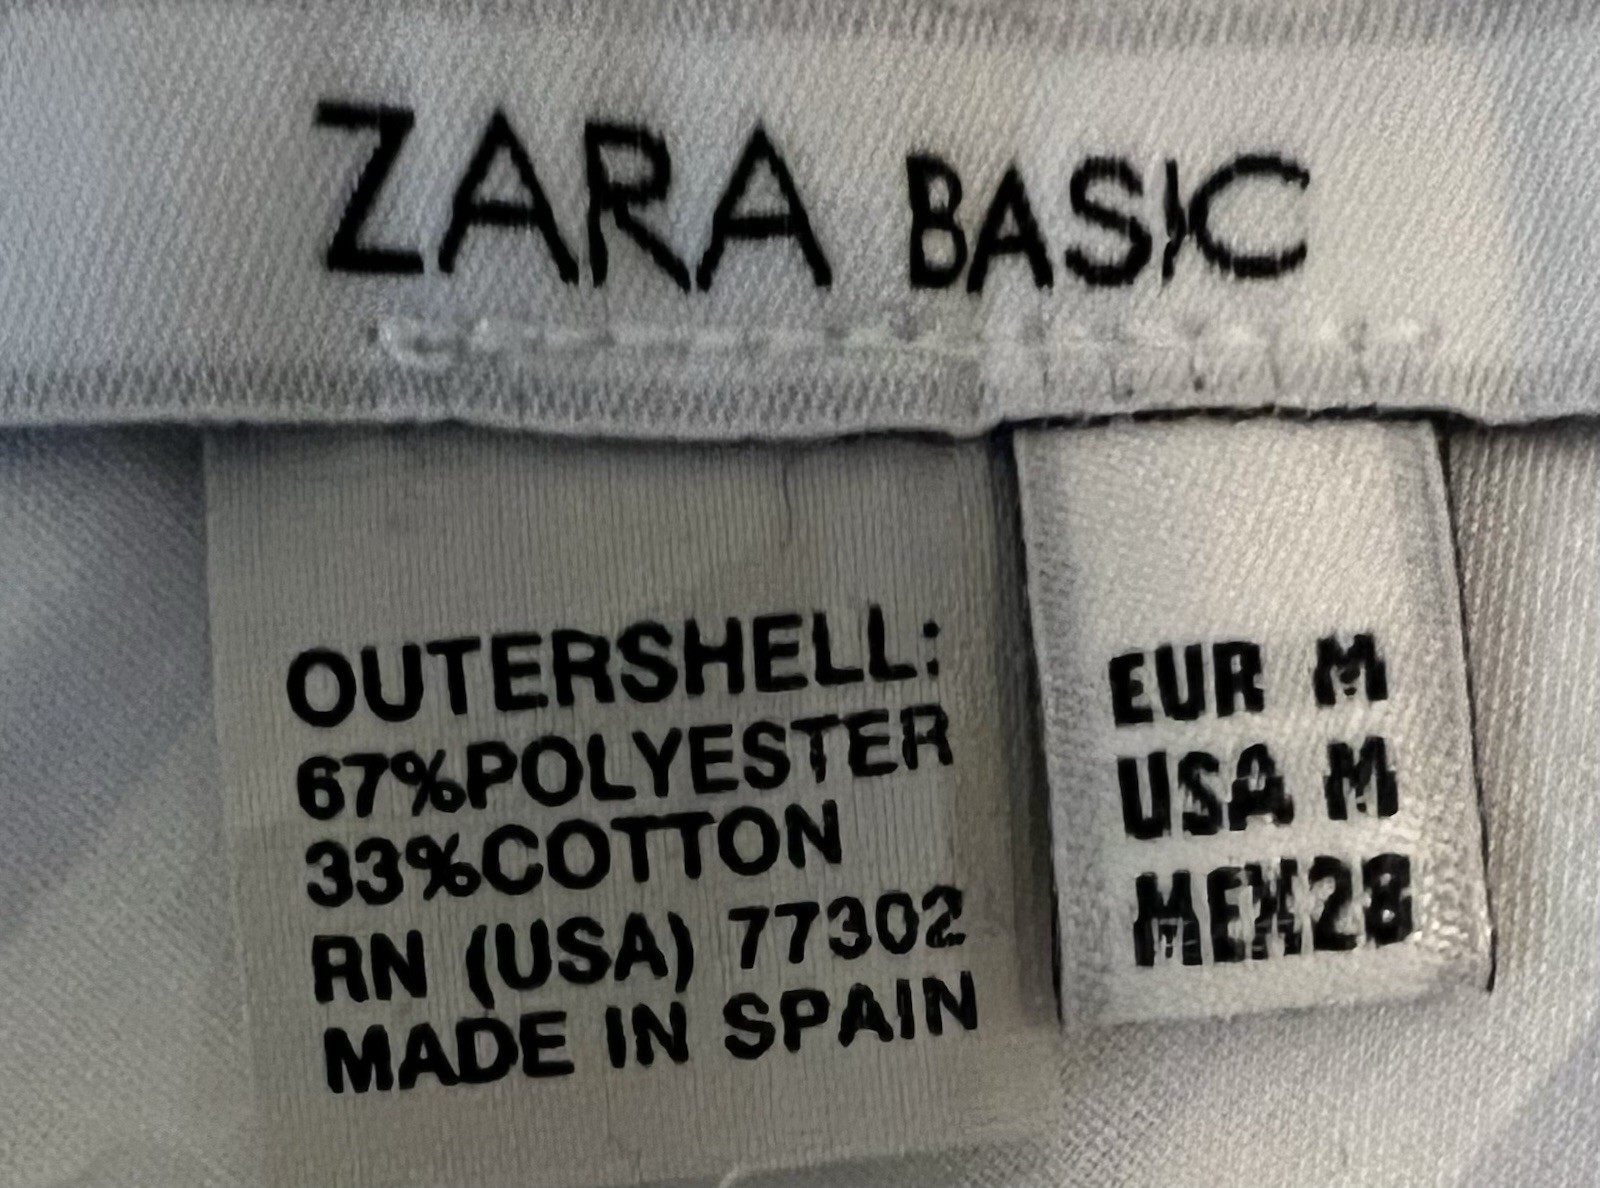 ZARA BASIC
OUTERSHELL:
67%POLYESTER
33%COTTON
RN (USA) 77302
MADE IN SPAIN
EUR M
USA M
MEX28